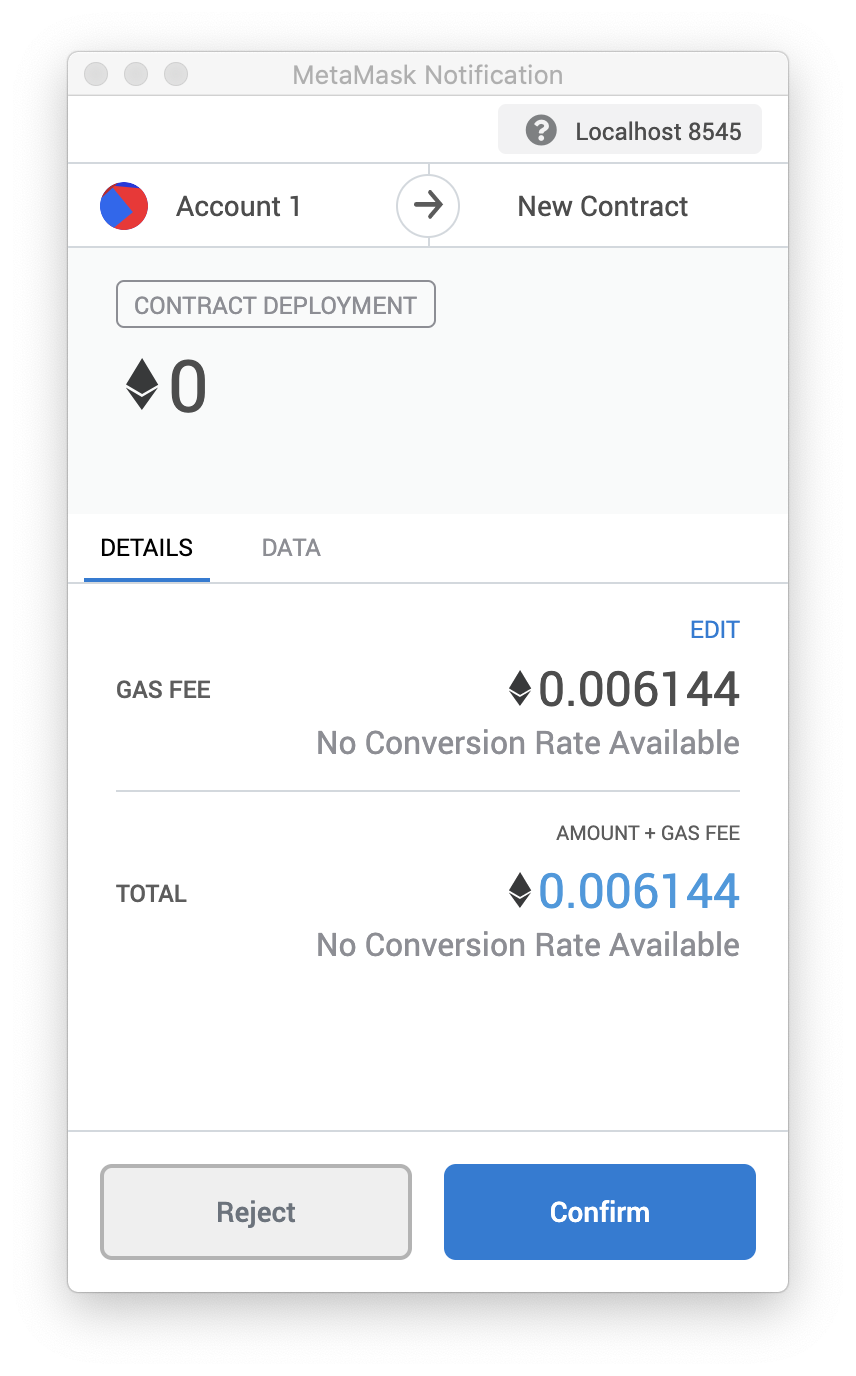 MetaMask Notification
? Localhost 8545
Account 1
New Contract
CONTRACT DEPLOYMENT
0
DETAILS DATA
EDIT
GAS FEE 0.006144
No Conversion Rate Available
AMOUNT + GAS FEE
TOTAL 0.006144
No Conversion Rate Available
Reject Confirm